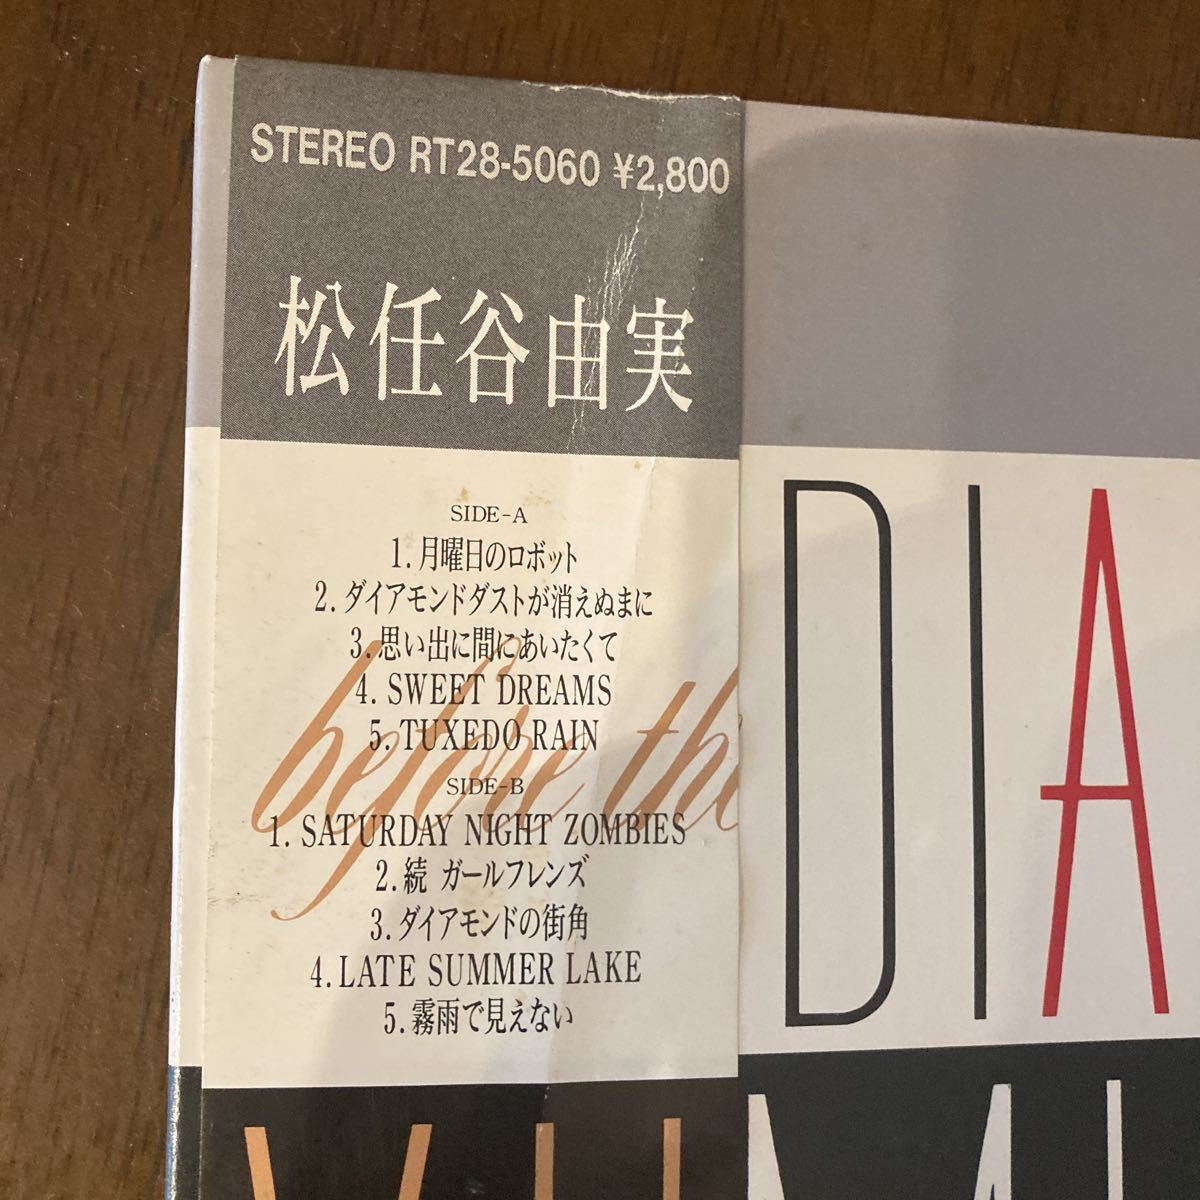 STEREO RT28-5060 ¥2,800
松任谷由実
SIDE-A
1.月曜日のロボット
2.ダイアモンドダストが消えぬまに
3.思い出に間にあいたくて
4.SWEET DREAMS
5.TUXEDO RAIN
SIDE-B
1.SATURDAY NIGHT ZOMBIES
2.続 ガールフレンズ
3.ダイアモンドの街角
4.LATE SUMMER LAKE
5.霧雨で見えない
before the
DIA
YUMI